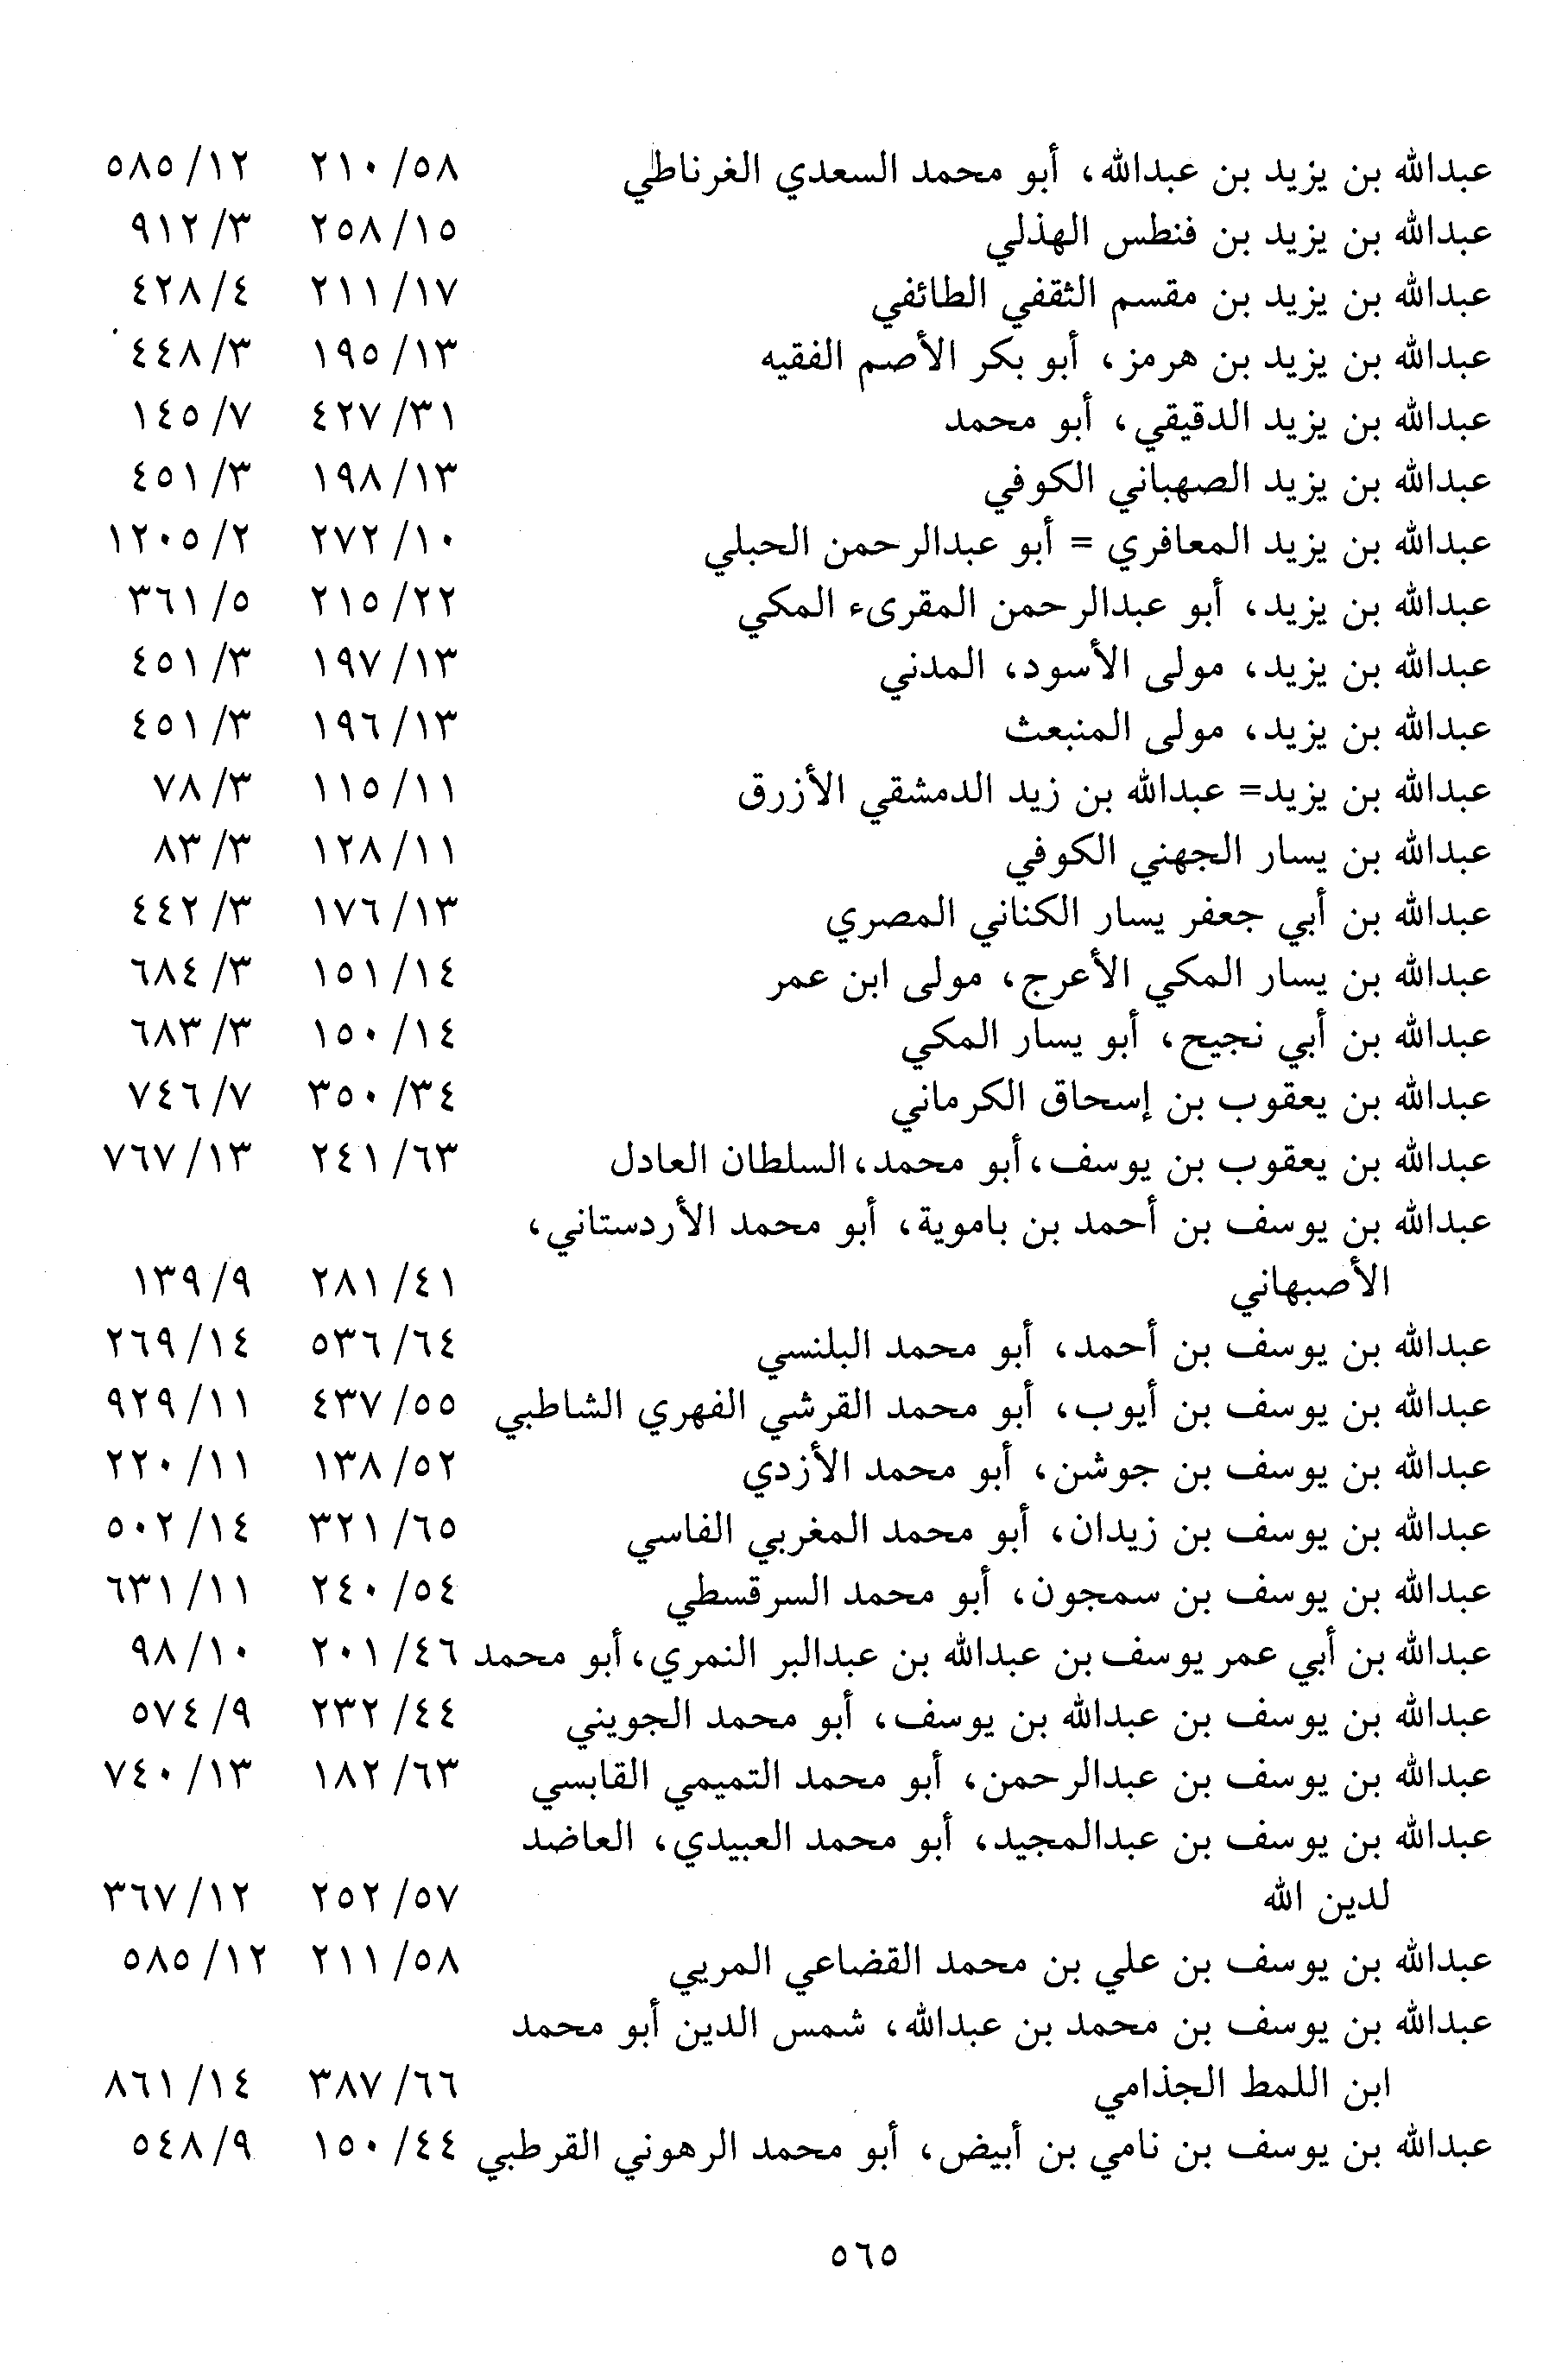 عبدالله بن يزيد بن عبدالله، أبو محمد السعدي الغرناطي ٥٨/ ٢١٠ ١٢/ ٥٨٥
عبدالله بن يزيد بن فنطس الهذلي ١٥/ ٢٥٨ ٣/ ٩١٢
عبدالله بن يزيد بن مقسم الثقفي الطائفي ١٧/ ٢١١ ٤/ ٤٢٨
عبدالله بن يزيد بن هرمز، أبو بكر الأصم الفقيه ١٣/ ١٩٥ ٣/ ٤٤٨
عبدالله بن يزيد الدقيقي، أبو محمد ٣١/ ٤٢٧ ٧/ ١٤٥
عبدالله بن يزيد الصهباني الكوفي ١٣/ ١٩٨ ٣/ ٤٥١
عبدالله بن يزيد المعافري = أبو عبدالرحمن الحبلي ١٠/ ٢٧٢ ٢/ ١٢٠٥
عبدالله بن يزيد، أبو عبدالرحمن المقرىء المكي ٢٢/ ٢١٥ ٥/ ٣٦١
عبدالله بن يزيد، مولى الأسود، المدني ١٣/ ١٩٧ ٣/ ٤٥١
عبدالله بن يزيد، مولى المنبعث ١٣/ ١٩٦ ٣/ ٤٥١
عبدالله بن يزيد= عبدالله بن زيد الدمشقي الأزرق ١١/ ١١٥ ٣/ ٧٨
عبدالله بن يسار الجهني الكوفي ١١/ ١٢٨ ٣/ ٨٣
عبدالله بن أبي جعفر يسار الكناني المصري ١٣/ ١٧٦ ٣/ ٤٤٢
عبدالله بن يسار المكي الأعرج، مولى ابن عمر ١٤/ ١٥١ ٣/ ٦٨٤
عبدالله بن أبي نجيح، أبو يسار المكي ١٤/ ١٥٠ ٣/ ٦٨٣
عبدالله بن يعقوب بن إسحاق الكرماني ٣٤/ ٣٥٠ ٧/ ٧٤٦
عبدالله بن يعقوب بن يوسف، أبو محمد، السلطان العادل ٦٣/ ٢٤١ ١٣/ ٧٦٧
عبدالله بن يوسف بن أحمد بن باموية، أبو محمد الأردستاني،
الأصبهاني ٤١/ ٢٨١ ٩/ ١٣٩
عبدالله بن يوسف بن أحمد، أبو محمد البلنسي ٦٤/ ٥٣٦ ١٤/ ٢٦٩
عبدالله بن يوسف بن أيوب، أبو محمد القرشي الفهري الشاطبي ٥٥/ ٤٣٧ ١١/ ٩٢٩
عبدالله بن يوسف بن جوشن، أبو محمد الأزدي ٥٢/ ١٣٨ ١١/ ٢٢٠
عبدالله بن يوسف بن زيدان، أبو محمد المغربي الفاسي ٦٥/ ٣٢١ ١٤/ ٥٠٢
عبدالله بن يوسف بن سمجون، أبو محمد السرقسطي ٥٤/ ٢٤٠ ١١/ ٦٣١
عبدالله بن أبي عمر يوسف بن عبدالله بن عبدالبر النمري، أبو محمد ٤٦/ ٢٠١ ١٠/ ٩٨
عبدالله بن يوسف بن عبدالله بن يوسف، أبو محمد الجويني ٤٤/ ٢٣٢ ٩/ ٥٧٤
عبدالله بن يوسف بن عبدالرحمن، أبو محمد التميمي القابسي ٦٣/ ١٨٢ ١٣/ ٧٤٠
عبدالله بن يوسف بن عبدالمجيد، أبو محمد العبيدي، العاضد
لدين الله ٥٧/ ٢٥٢ ١٢/ ٣٦٧
عبدالله بن يوسف بن علي بن محمد القضاعي المريي ٥٨/ ٢١١ ١٢/ ٥٨٥
عبدالله بن يوسف بن محمد بن عبدالله، شمس الدين أبو محمد
ابن اللمط الجذامي ٦٦/ ٣٨٧ ١٤/ ٨٦١
عبدالله بن يوسف بن نامي بن أبيض، أبو محمد الرهوني القرطبي ٤٤/ ١٥٠ ٩/ ٥٤٨
٥٦٥